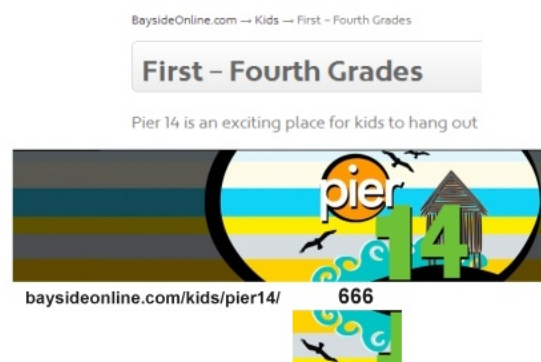 BaysideOnline.com → Kids → First – Fourth Grades
First – Fourth Grades
Pier 14 is an exciting place for kids to hang out
pier
14
baysideonline.com/kids/pier14/ 666